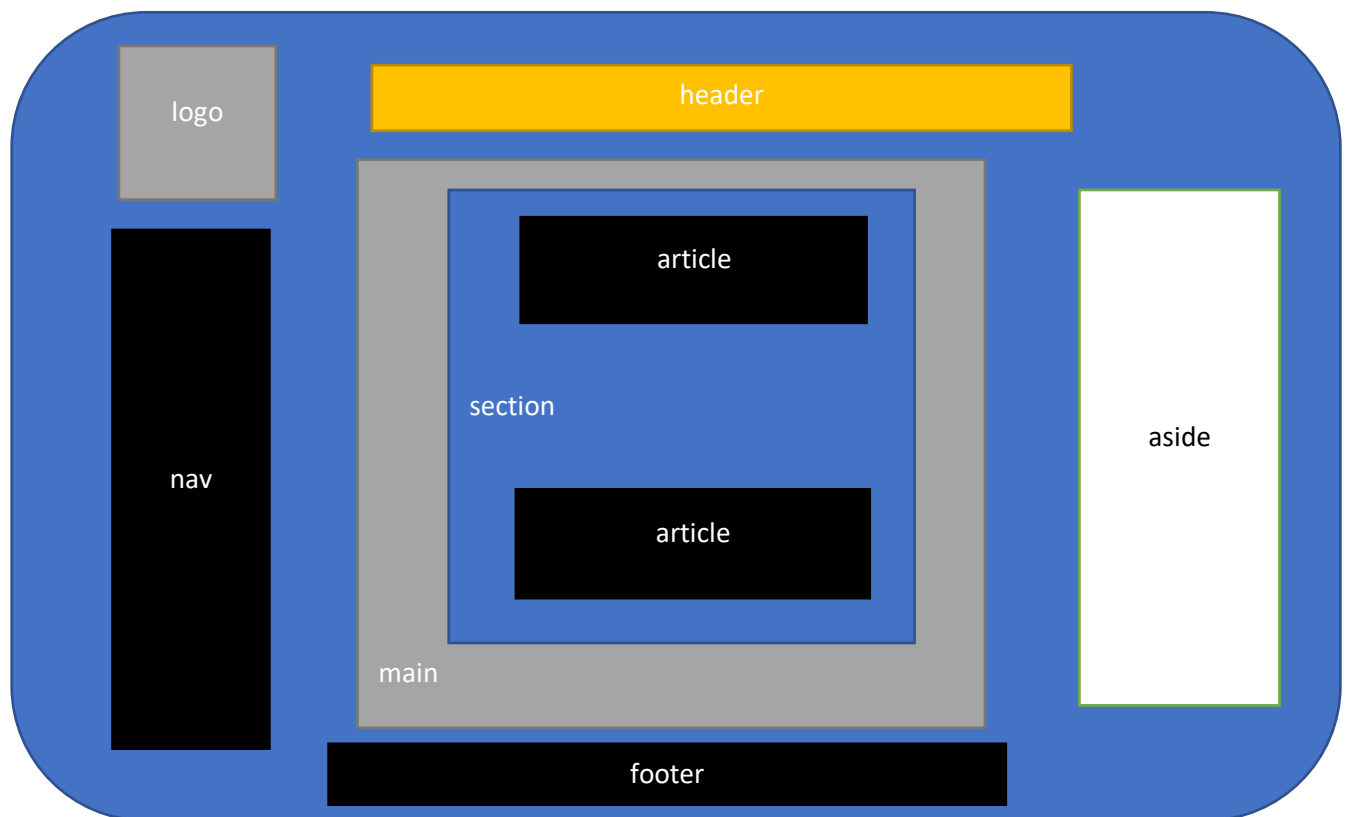 logo
header
article
section
aside
nav
article
main
footer